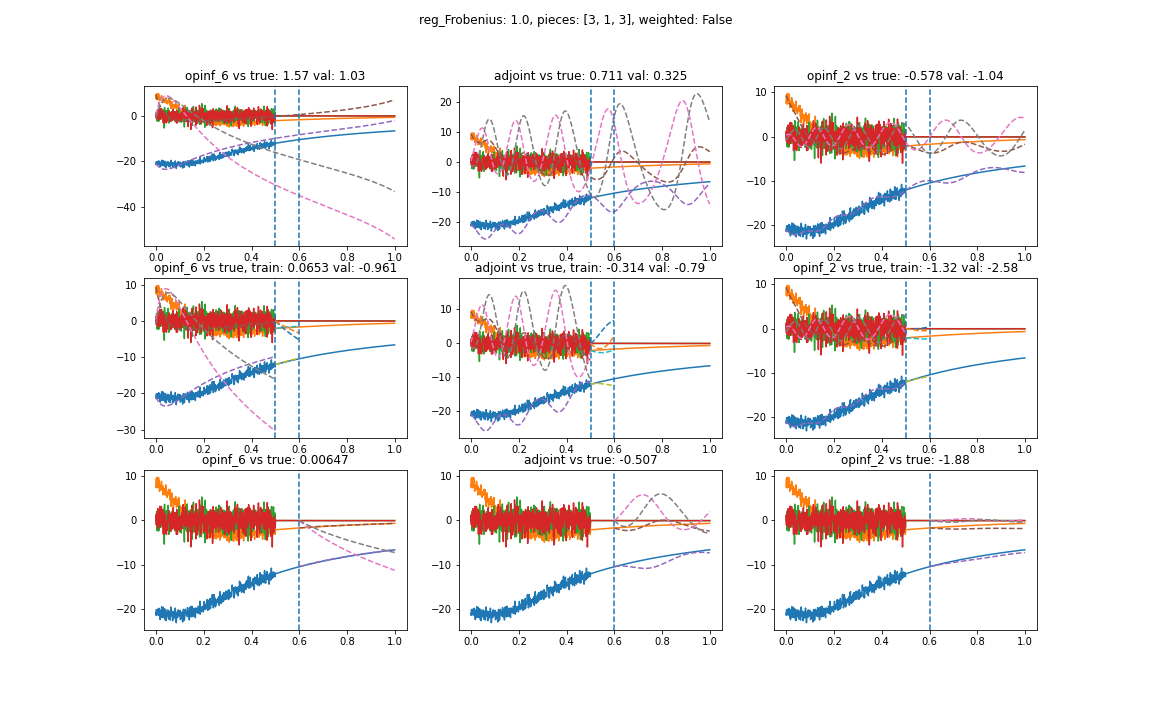 reg_Frobenius: 1.0, pieces: [3, 1, 3], weighted: False
opinf_6 vs true: 1.57 val: 1.03
adjoint vs true: 0.711 val: 0.325
opinf_2 vs true: -0.578 val: -1.04
0
−20
−40
0.0 0.2 0.4 0.6 0.8 1.0
20
10
0
−10
−20
0.0 0.2 0.4 0.6 0.8 1.0
10
0
−10
−20
0.0 0.2 0.4 0.6 0.8 1.0
opinf_6 vs true, train: 0.0653 val: -0.961
adjoint vs true, train: -0.314 val: -0.79
opinf_2 vs true, train: -1.32 val: -2.58
10
0
−10
−20
−30
0.0 0.2 0.4 0.6 0.8 1.0
10
0
−10
−20
0.0 0.2 0.4 0.6 0.8 1.0
10
0
−10
−20
0.0 0.2 0.4 0.6 0.8 1.0
opinf_6 vs true: 0.00647
adjoint vs true: -0.507
opinf_2 vs true: -1.88
10
0
−10
−20
0.0 0.2 0.4 0.6 0.8 1.0
10
0
−10
−20
0.0 0.2 0.4 0.6 0.8 1.0
10
0
−10
−20
0.0 0.2 0.4 0.6 0.8 1.0